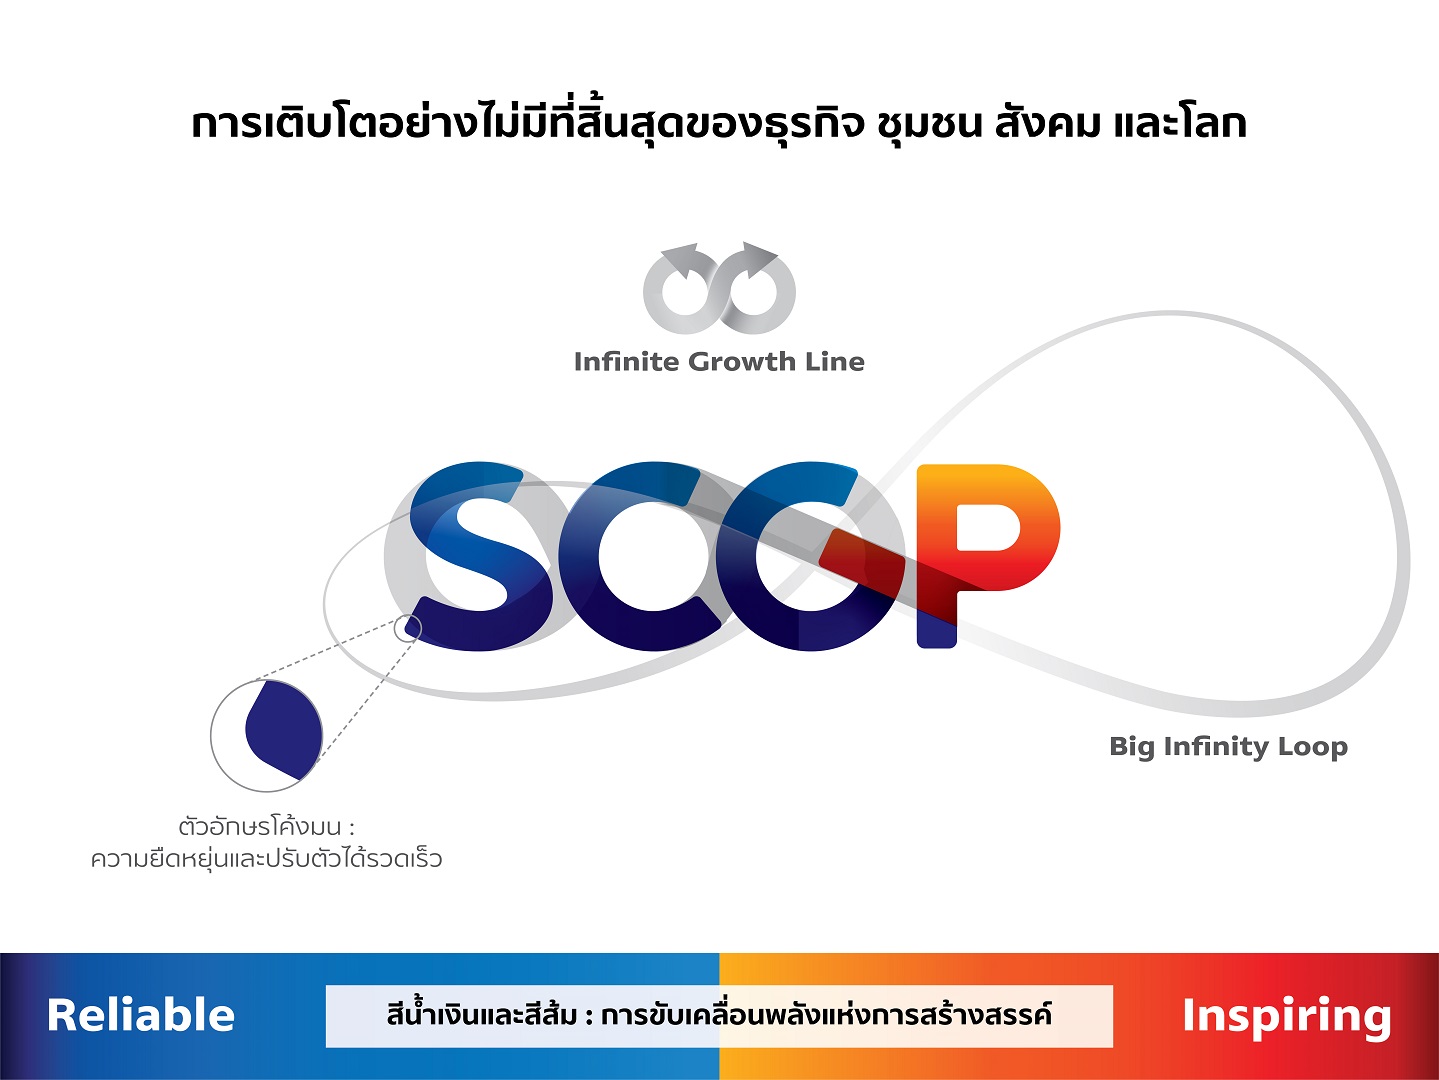 การเติบโตอย่างไม่มีที่สิ้นสุดของธุรกิจ ชุมชน สังคม และโลก
Infinite Growth Line
SCGP
Big Infinity Loop
ตัวอักษรโค้งมน :
ความยืดหยุ่นและปรับตัวได้รวดเร็ว
Reliable
สีน้ำเงินและสีส้ม : การขับเคลื่อนพลังแห่งการสร้างสรรค์
Inspiring